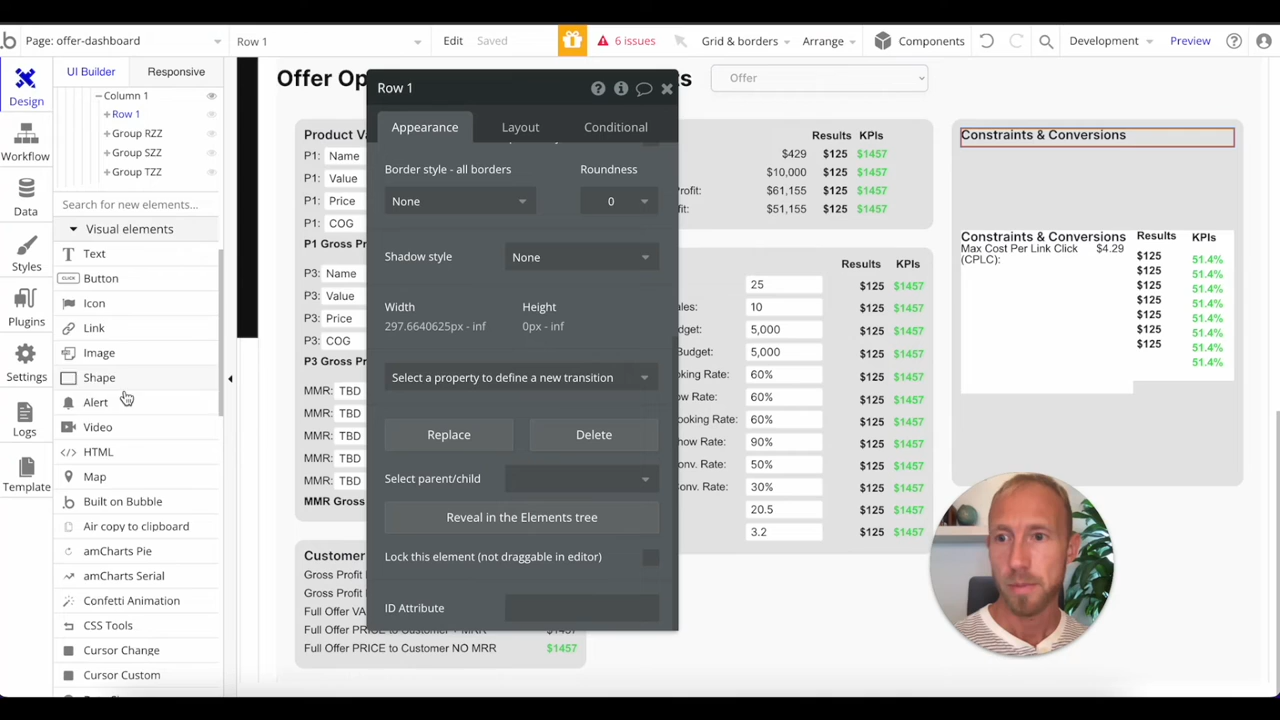 b Page: offer-dashboard Row 1 Edit Saved 6 issues Grid & borders Arrange Components Development Preview
UI Builder Responsive
Design
Workflow
Data
Styles
Plugins
Settings
Logs
Template
Column 1
Row 1
Group RZZ
Group SZZ
Group TZZ
Search for new elements...
Visual elements
Text
CLICK Button
Icon
Link
Image
Shape
Alert
Video
HTML
Map
Built on Bubble
Air copy to clipboard
amCharts Pie
amCharts Serial
Confetti Animation
CSS Tools
Cursor Change
Cursor Custom
Row 1
Appearance Layout Conditional
Border style - all borders Roundness
None 0
Shadow style None
Width Height
297.6640625px - inf 0px - inf
Select a property to define a new transition
Replace Delete
Select parent/child
Reveal in the Elements tree
Lock this element (not draggable in editor)
ID Attribute
Offer
Offer
Product
P1: Name
P1: Value
P1: Price
P1: COG
P1 Gross
P3: Name
P3: Value
P3: Price
P3: COG
P3 Gross
MMR: TBD
MMR: TBD
MMR: TBD
MMR: TBD
MMR: TBD
MMR Gross
Customer
Gross Profit
Gross Profit
Full Offer
Full Offer PRICE to Customer + MRR $1457
Full Offer PRICE to Customer NO MRR $1457
Results KPIs
$429 $125 $1457
$10,000 $125 $1457
$61,155 $125 $1457
$51,155 $125 $1457
Results KPIs
25 $125 $1457
10 $125 $1457
5,000 $125 $1457
Budget: 5,000 $125 $1457
60% $125 $1457
60% $125 $1457
60% $125 $1457
90% $125 $1457
Conv. Rate: 50% $125 $1457
Conv. Rate: 30% $125 $1457
20.5 $125 $1457
3.2 $125 $1457
Constraints & Conversions
Constraints & Conversions Results KPIs
Max Cost Per Link Click (CPLC): $4.29
$125 51.4%
$125 51.4%
$125 51.4%
$125 51.4%
$125 51.4%
$125 51.4%
$125 51.4%
51.4%